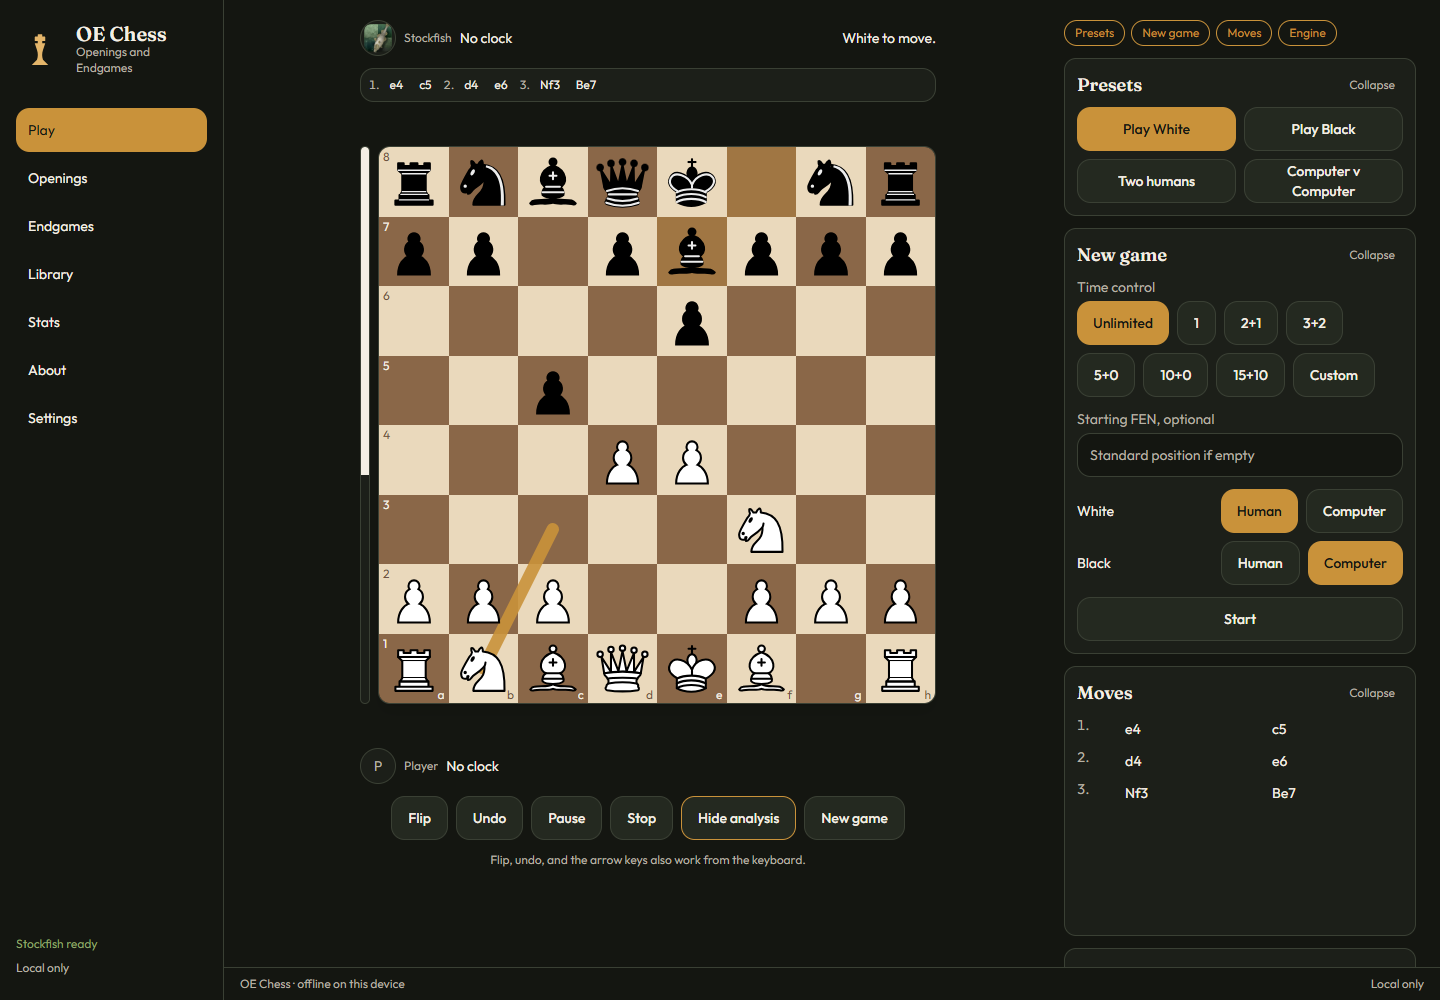 OE Chess
Openings and
Endgames
Play
Openings
Endgames
Library
Stats
About
Settings
Stockfish ready
Local only
Stockfish No clock
White to move.
1. e4 c5 2. d4 e6 3. Nf3 Be7
8
7
6
5
4
3
2
1
a b c d e f g h
P Player No clock
Flip Undo Pause Stop Hide analysis New game
Flip, undo, and the arrow keys also work from the keyboard.
Presets New game Moves Engine
Presets Collapse
Play White Play Black
Two humans Computer v
Computer
New game Collapse
Time control
Unlimited 1 2+1 3+2
5+0 10+0 15+10 Custom
Starting FEN, optional
Standard position if empty
White Human Computer
Black Human Computer
Start
Moves Collapse
1. e4 c5
2. d4 e6
3. Nf3 Be7
OE Chess · offline on this device
Local only